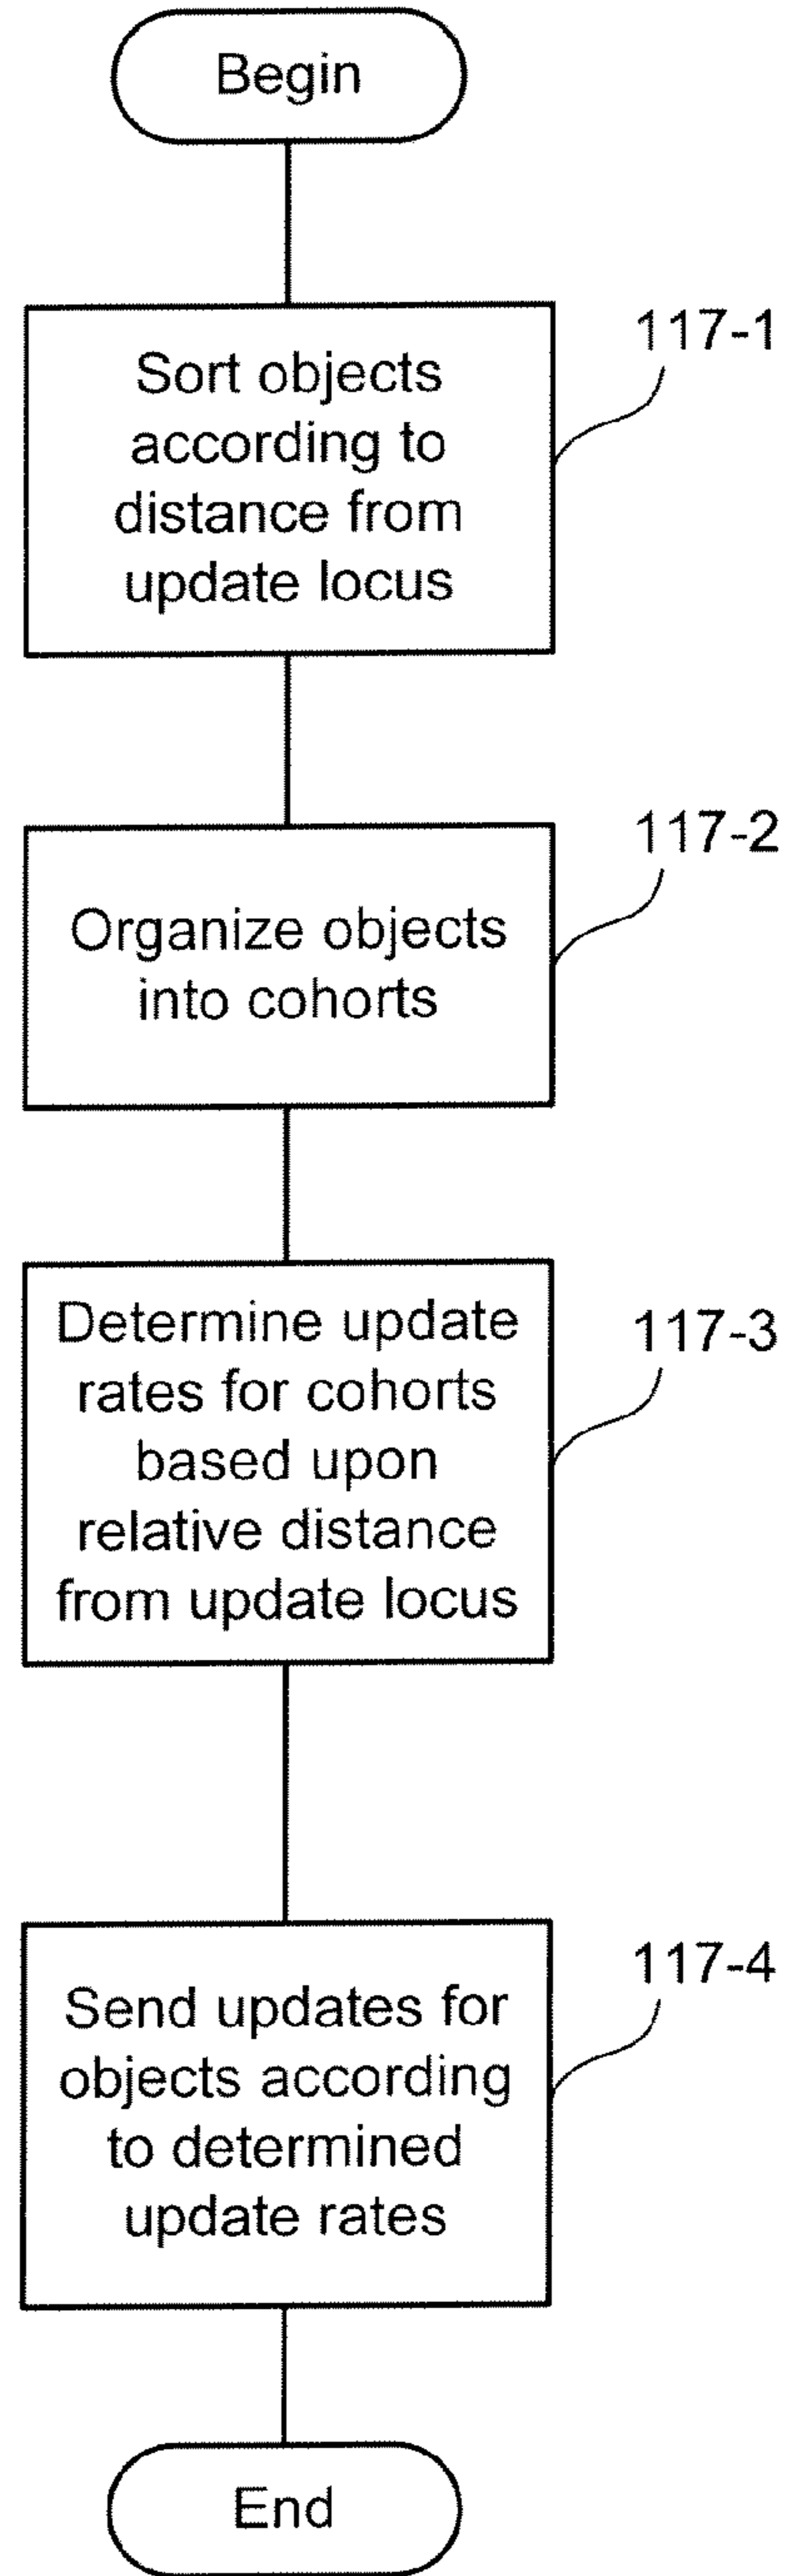 Begin
Sort objects
according to
distance from
update locus
117-1
Organize objects
into cohorts
117-2
Determine update
rates for cohorts
based upon
relative distance
from update locus
117-3
Send updates for
objects according
to determined
update rates
117-4
End